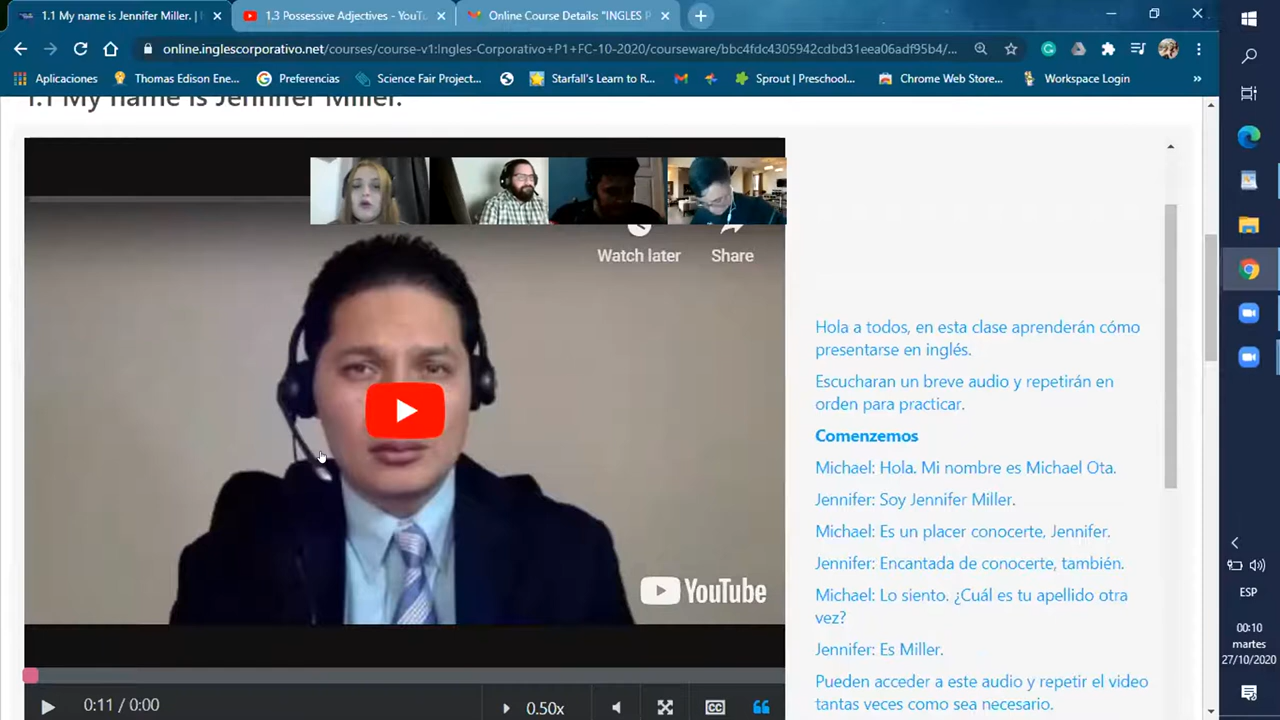 1.1 My name is Jennifer Miller. |
1.3 Possessive Adjectives - YouTu
Online Course Details: "INGLES P
online.inglescorporativo.net/courses/course-v1:Ingles-Corporativo+P1+FC-10-2020/courseware/bbc4fdc4305942cdbd31eea06adf95b4/...
Aplicaciones
Thomas Edison Ene...
Preferencias
Science Fair Project...
Starfall's Learn to R...
Sprout | Preschool...
Chrome Web Store...
Workspace Login
»
1.1 My name is Jennifer Miller.
Watch later
Share
YouTube
0:11 / 0:00
0.50x
CC
Hola a todos, en esta clase aprenderán cómo
presentarse en inglés.
Escucharan un breve audio y repetirán en
orden para practicar.
Comenzemos
Michael: Hola. Mi nombre es Michael Ota.
Jennifer: Soy Jennifer Miller.
Michael: Es un placer conocerte, Jennifer.
Jennifer: Encantada de conocerte, también.
Michael: Lo siento. ¿Cuál es tu apellido otra
vez?
Jennifer: Es Miller.
Pueden acceder a este audio y repetir el video
tantas veces como sea necesario.
ESP
00:10
martes
27/10/2020